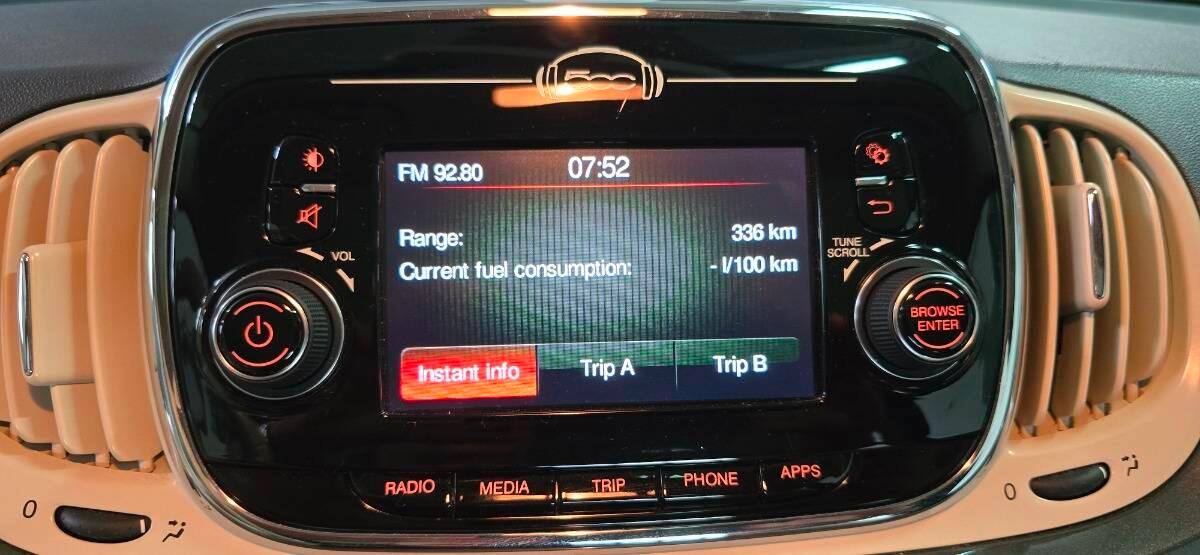 500
FM 92.80 07:52
Range: 336 km
Current fuel consumption: - l/100 km
Instant info Trip A Trip B
VOL
TUNE
SCROLL
BROWSE
ENTER
RADIO MEDIA TRIP PHONE APPS
0
0